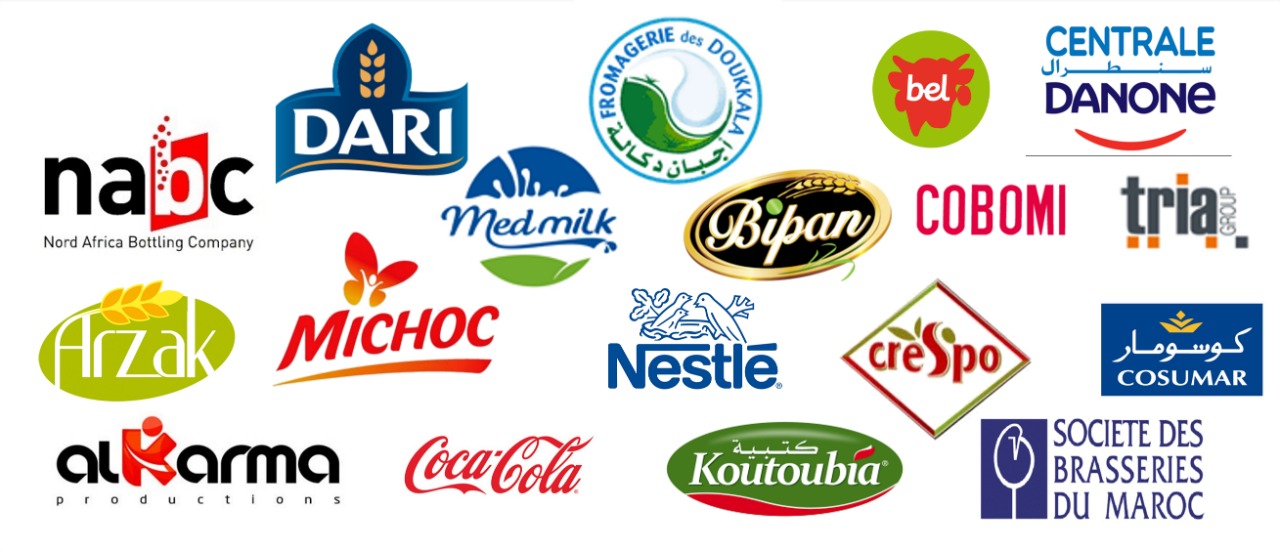 DARI
FROMAGERIE des DOUKKALA
أجبان دكالة
bel
CENTRALE
سنطرال
DANONE
nabc
Nord Africa Bottling Company
Med milk
Bipan
COBOMI
tria
GROUP
Arzak
MICHOC
Nestlé
creSpo
كوسومار
COSUMAR
alKarma
productions
Coca-Cola
كتبية
Koutoubia
SOCIETE DES
BRASSERIES
DU MAROC